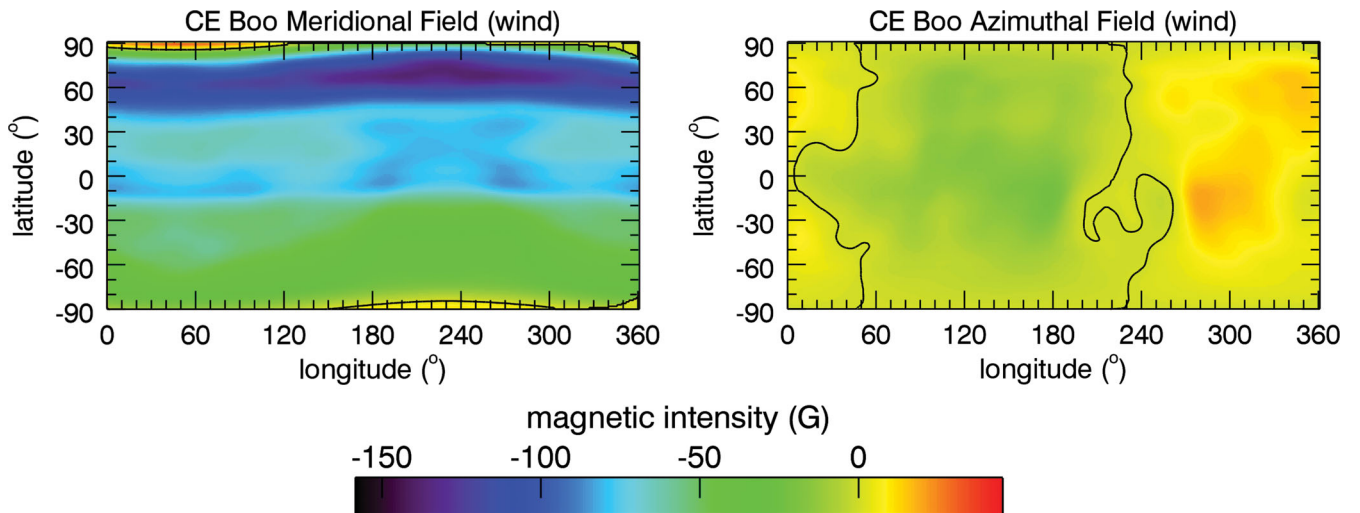 CE Boo Meridional Field (wind)
CE Boo Azimuthal Field (wind)
90
60
30
0
-30
-60
-90
latitude (°)
0 60 120 180 240 300 360
longitude (°)
90
60
30
0
-30
-60
-90
latitude (°)
0 60 120 180 240 300 360
longitude (°)
magnetic intensity (G)
-150 -100 -50 0